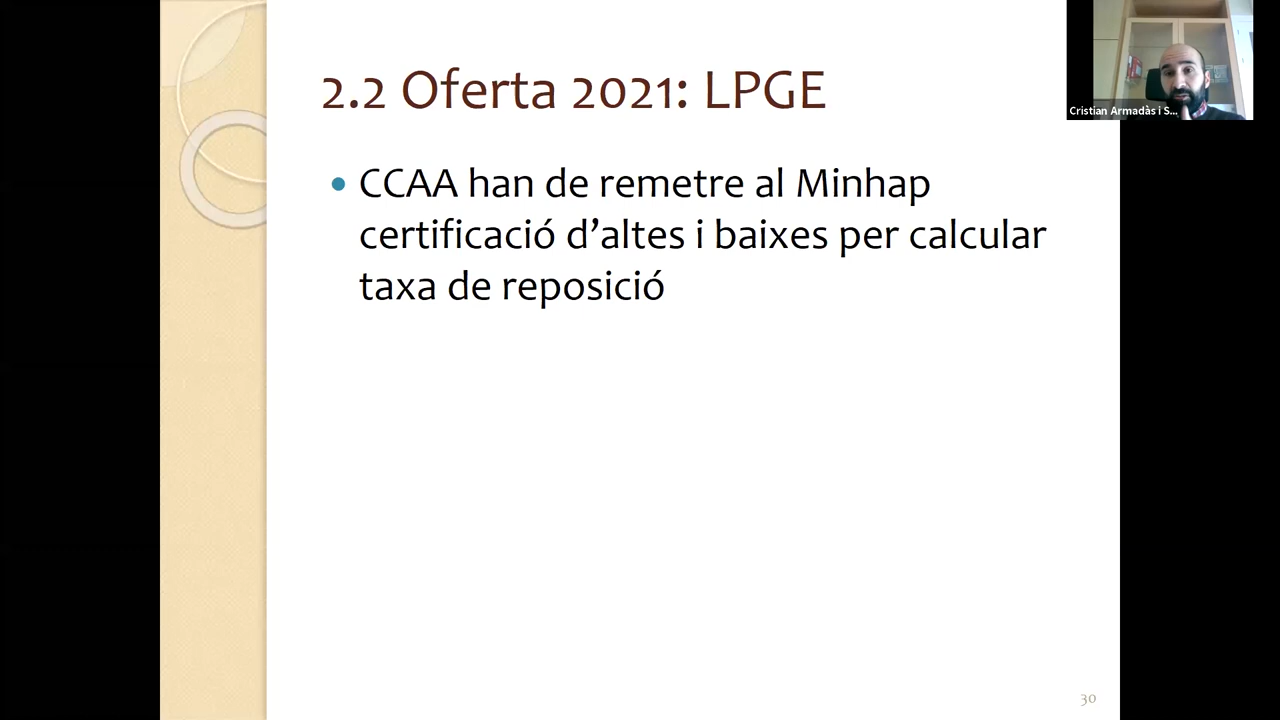 2.2 Oferta 2021: LPGE
CCAA han de remetre al Minhap
certificació d’altes i baixes per calcular
taxa de reposició
Cristian Armadàs i S...
30